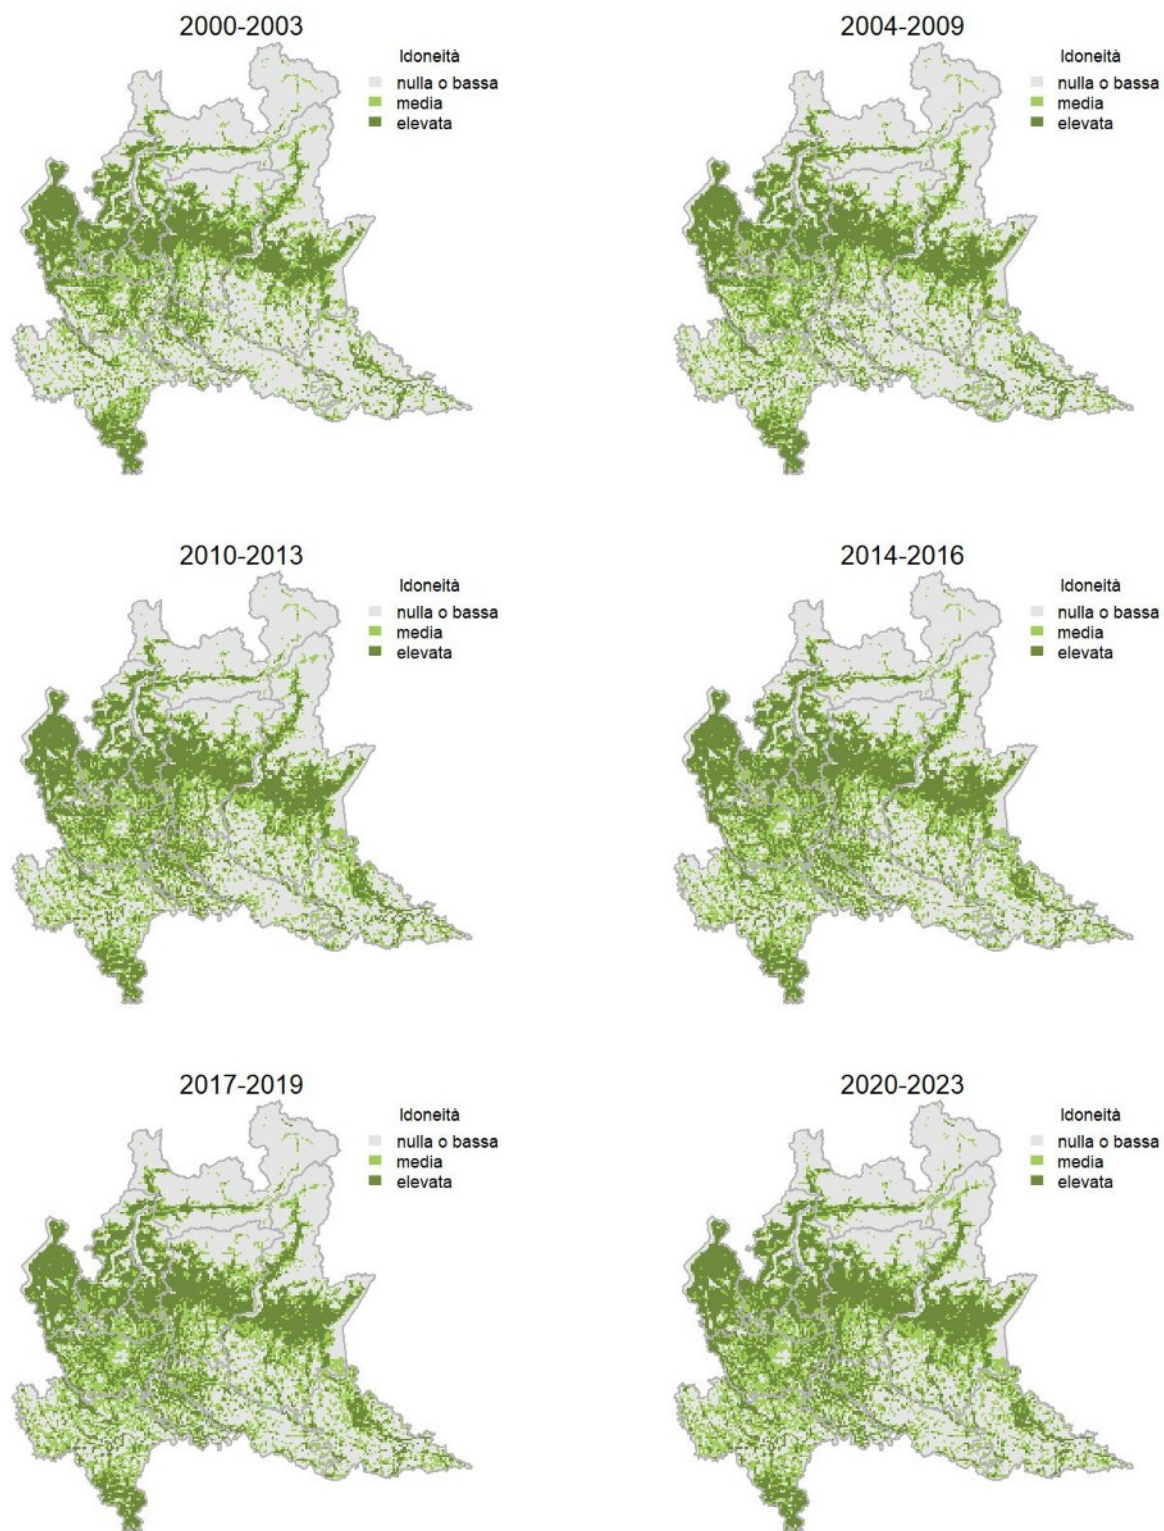 2000-2003
Idoneità
nulla o bassa
media
elevata
2004-2009
Idoneità
nulla o bassa
media
elevata
2010-2013
Idoneità
nulla o bassa
media
elevata
2014-2016
Idoneità
nulla o bassa
media
elevata
2017-2019
Idoneità
nulla o bassa
media
elevata
2020-2023
Idoneità
nulla o bassa
media
elevata